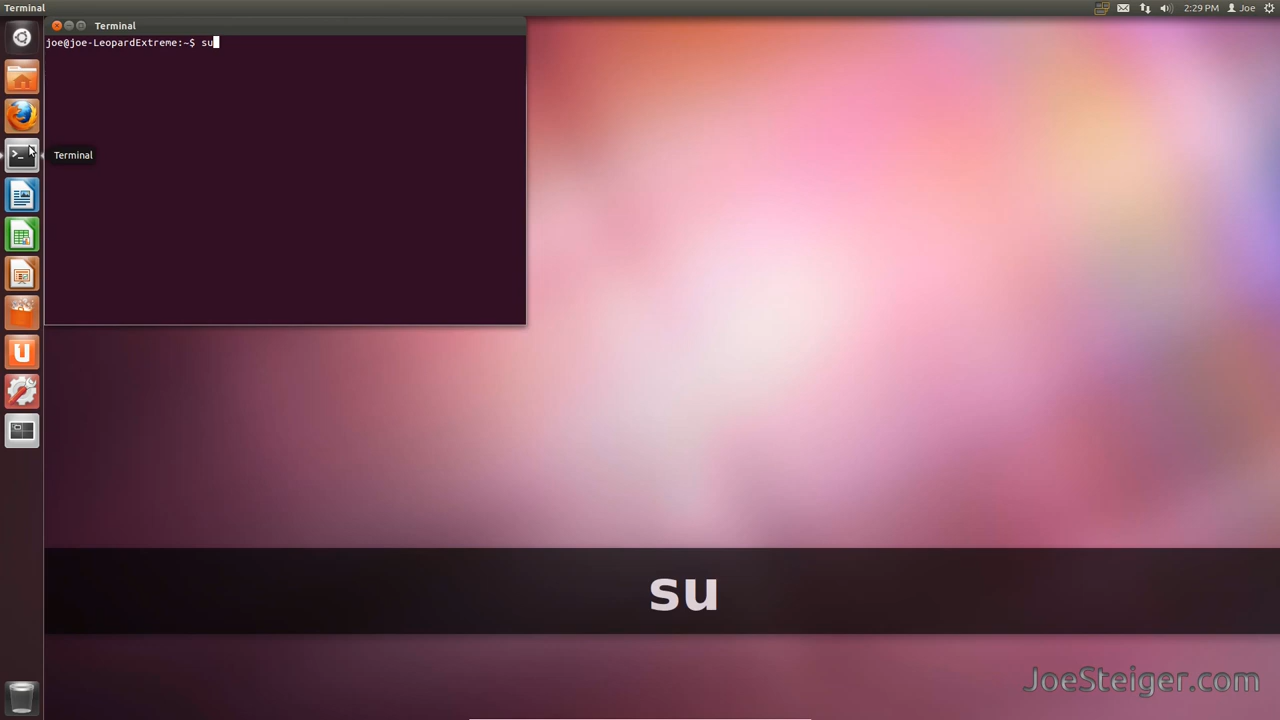 Terminal
2:29 PM
Joe
Terminal
joe@joe-LeopardExtreme:~$ su
Terminal
su
JoeSteiger.com